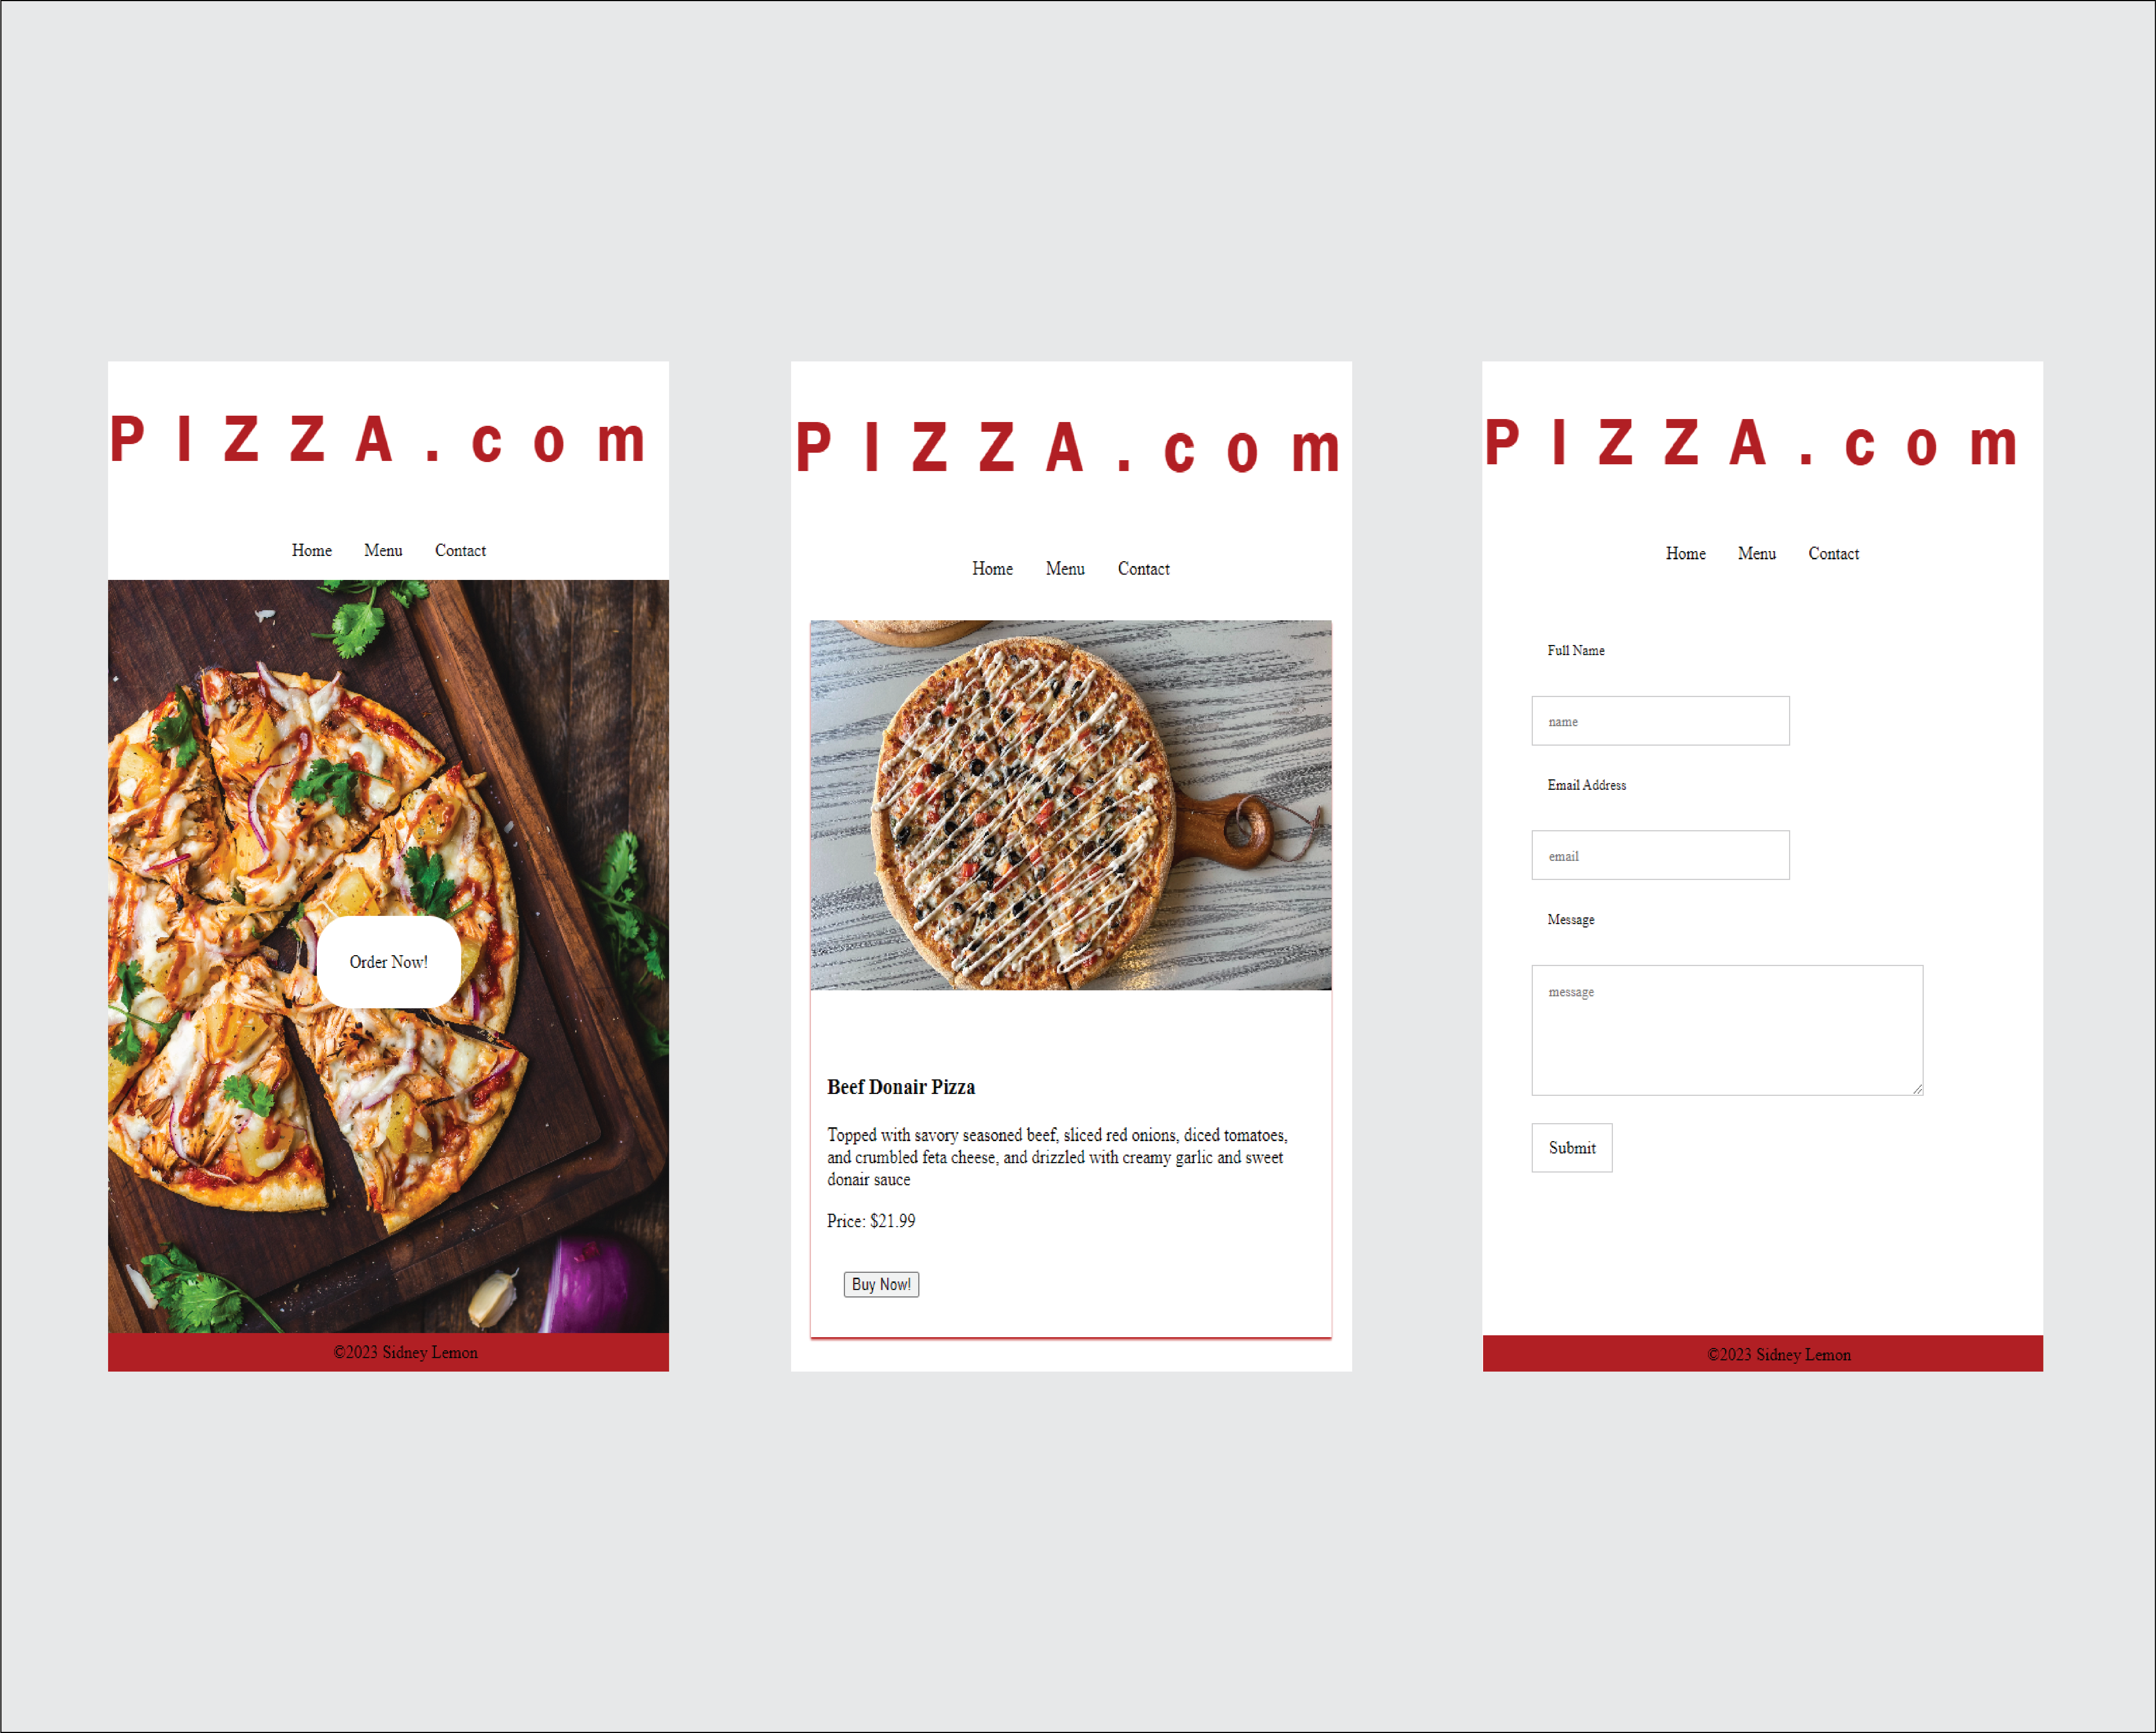 PIZZA.com
Home Menu Contact
Order Now!
©2023 Sidney Lemon
PIZZA.com
Home Menu Contact
Beef Donair Pizza
Topped with savory seasoned beef, sliced red onions, diced tomatoes,
and crumbled feta cheese, and drizzled with creamy garlic and sweet
donair sauce
Price: $21.99
Buy Now!
PIZZA.com
Home Menu Contact
Full Name
name
Email Address
email
Message
message
Submit
©2023 Sidney Lemon